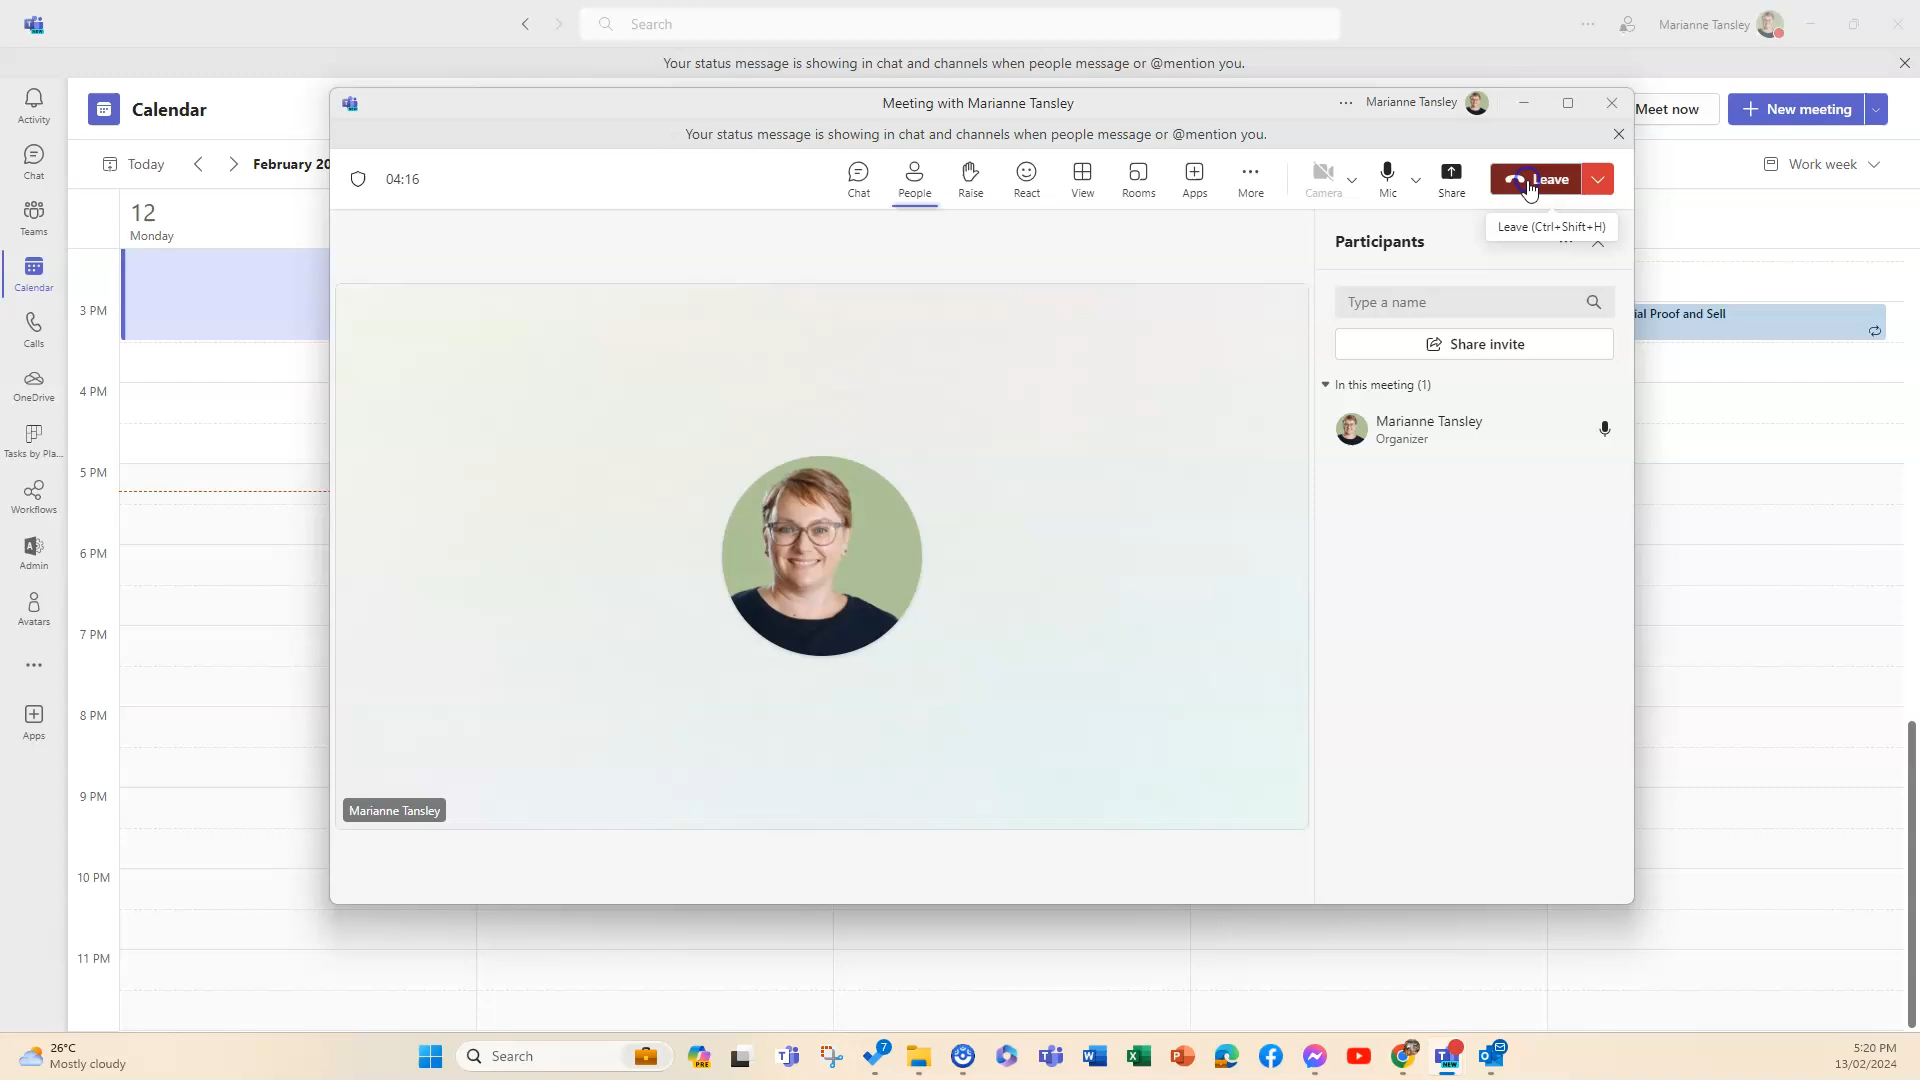 Search
Marianne Tansley
Your status message is showing in chat and channels when people message or @mention you.
Activity
Chat
Teams
Calendar
Calls
OneDrive
Tasks by Pla...
Workflows
Admin
Avatars
Apps
Calendar
Meet now
New meeting
Today
February 20
Work week
12
Monday
3 PM
4 PM
5 PM
6 PM
7 PM
8 PM
9 PM
10 PM
11 PM
ial Proof and Sell
Meeting with Marianne Tansley
Marianne Tansley
Your status message is showing in chat and channels when people message or @mention you.
04:16
Chat
People
Raise
React
View
Rooms
Apps
More
Camera
Mic
Share
Leave
Leave (Ctrl+Shift+H)
Participants
Type a name
Share invite
In this meeting (1)
Marianne Tansley
Organizer
Marianne Tansley
26°C
Mostly cloudy
Search
PRE
7
NEW
5:20 PM
13/02/2024